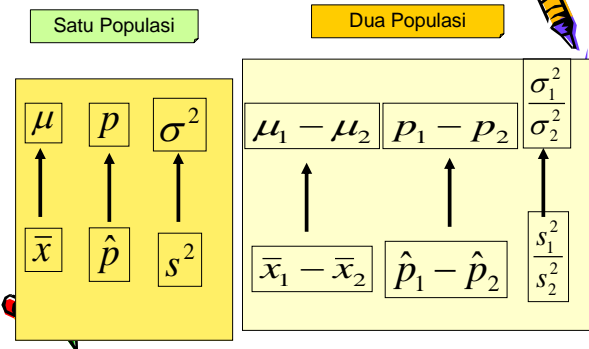 Satu Populasi
Dua Populasi
μ p σ²
x̄ p̂ s²
μ₁ − μ₂ p₁ − p₂ σ₁²/σ₂²
x̄₁ − x̄₂ p̂₁ − p̂₂ s₁²/s₂²